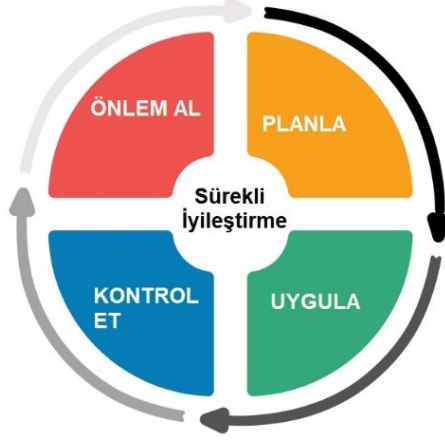 ÖNLEM AL
PLANLA
Sürekli
İyileştirme
KONTROL
ET
UYGULA